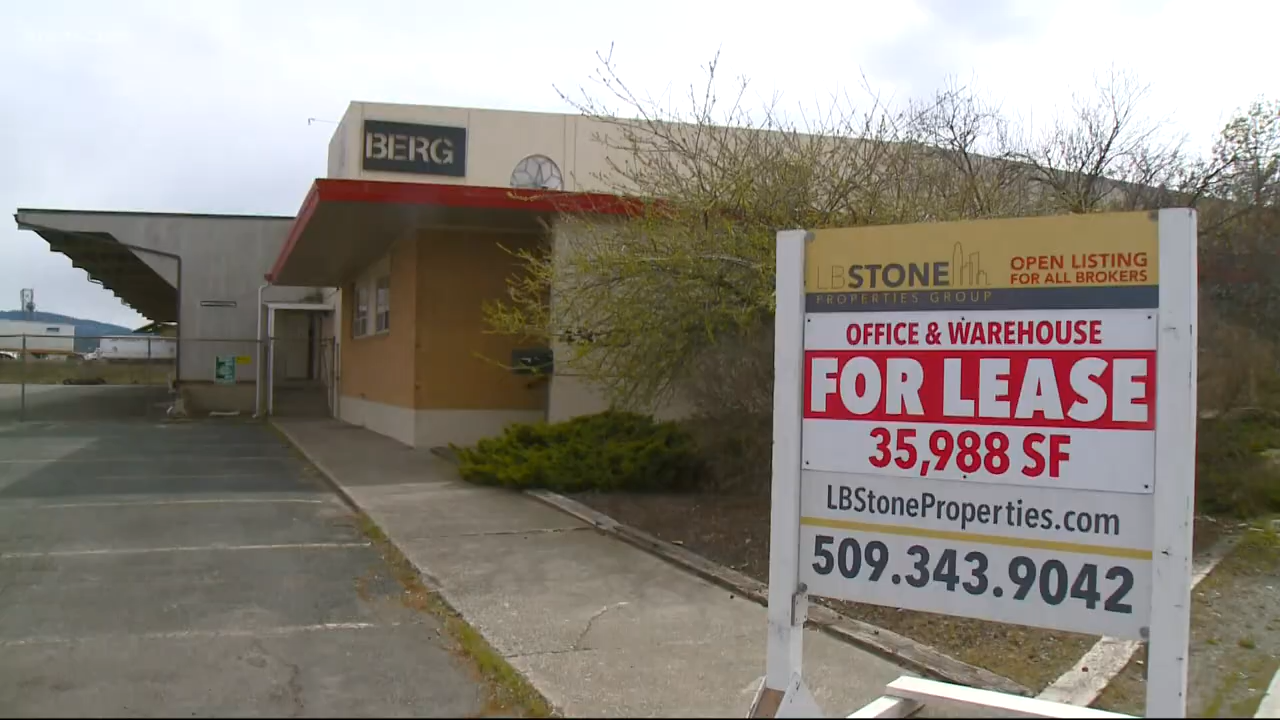 BERG
LBSTONE
PROPERTIES GROUP
OPEN LISTING
FOR ALL BROKERS
OFFICE & WAREHOUSE
FOR LEASE
35,988 SF
LBStoneProperties.com
509.343.9042